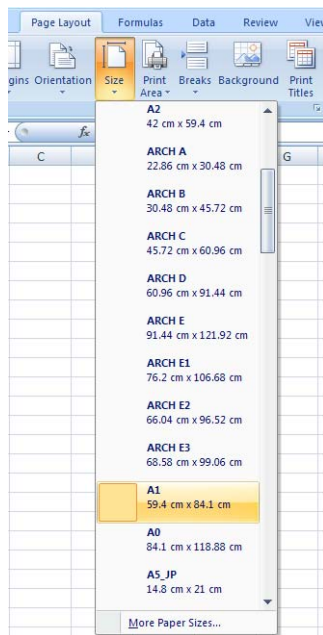 Page Layout Formulas Data Review View
gins Orientation Size Print Area Breaks Background Print Titles
fx
C G
A2
42 cm x 59.4 cm
ARCH A
22.86 cm x 30.48 cm
ARCH B
30.48 cm x 45.72 cm
ARCH C
45.72 cm x 60.96 cm
ARCH D
60.96 cm x 91.44 cm
ARCH E
91.44 cm x 121.92 cm
ARCH E1
76.2 cm x 106.68 cm
ARCH E2
66.04 cm x 96.52 cm
ARCH E3
68.58 cm x 99.06 cm
A1
59.4 cm x 84.1 cm
A0
84.1 cm x 118.88 cm
A5_JP
14.8 cm x 21 cm
More Paper Sizes...